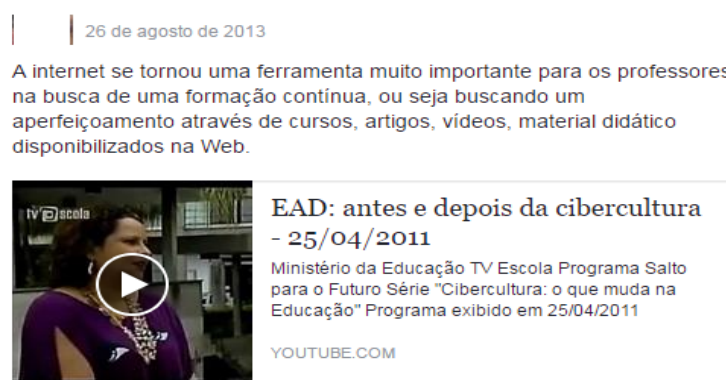 26 de agosto de 2013
A internet se tornou uma ferramenta muito importante para os professores
na busca de uma formação contínua, ou seja buscando um
aperfeiçoamento através de cursos, artigos, vídeos, material didático
disponibilizados na Web.
tv escola
EAD: antes e depois da cibercultura
- 25/04/2011
Ministério da Educação TV Escola Programa Salto
para o Futuro Série "Cibercultura: o que muda na
Educação" Programa exibido em 25/04/2011
YOUTUBE.COM